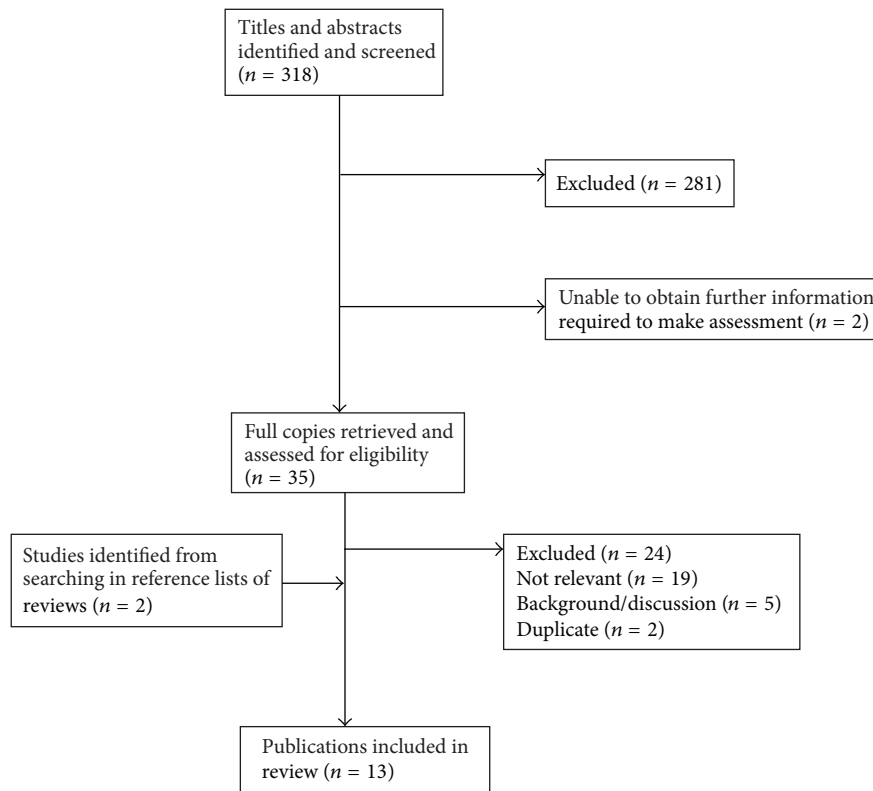 Titles and abstracts
identified and screened
(n = 318)
Excluded (n = 281)
Unable to obtain further information
required to make assessment (n = 2)
Full copies retrieved and
assessed for eligibility
(n = 35)
Studies identified from
searching in reference lists of
reviews (n = 2)
Excluded (n = 24)
Not relevant (n = 19)
Background/discussion (n = 5)
Duplicate (n = 2)
Publications included in
review (n = 13)